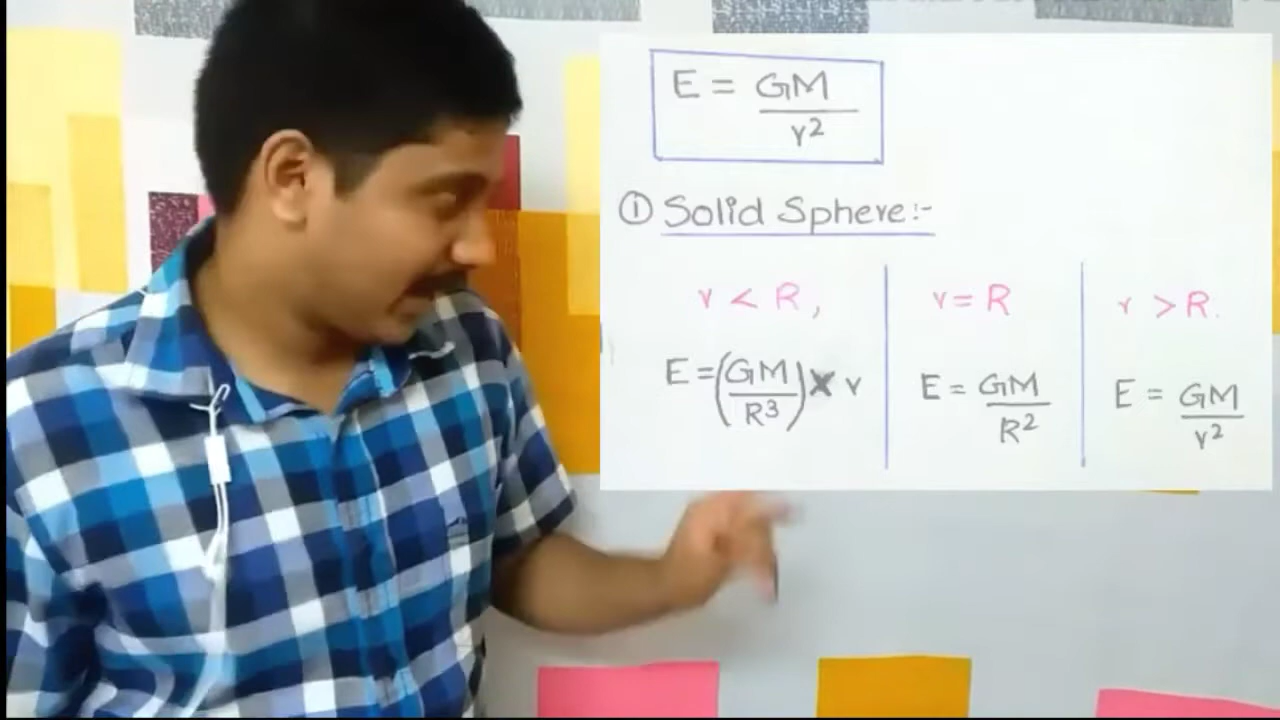 E = GM
r²
① Solid Sphere:-
r < R,
E = (GM/R³) × r
r = R
E = GM/R²
r > R.
E = GM/r²